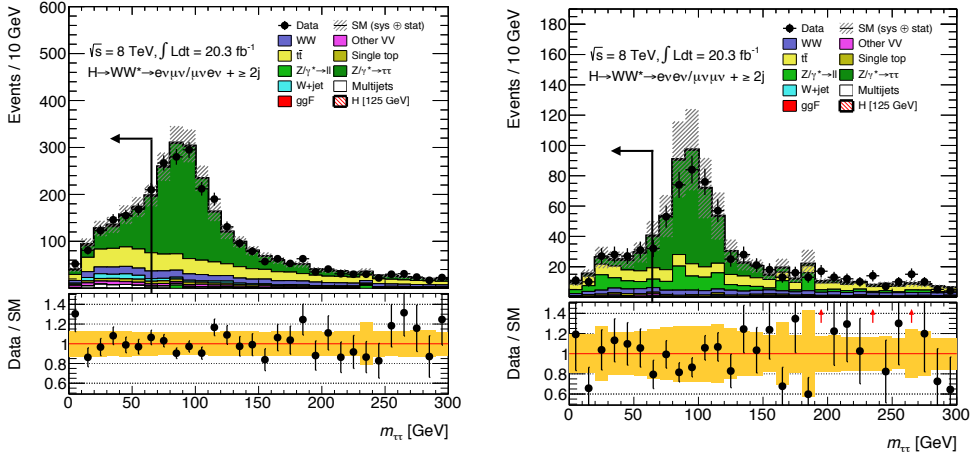 Events / 10 GeV
600
500
400
300
200
100
Data
SM (sys ⊕ stat)
WW
Other VV
tt̄
Single top
Z/γ*→ll
Z/γ*→ττ
W+jet
Multijets
ggF
H [125 GeV]
√s = 8 TeV, ∫ Ldt = 20.3 fb⁻¹
H→WW*→eνμν/μνeν + ≥ 2j
Data / SM
1.4
1.2
1
0.8
0.6
0 50 100 150 200 250 300
m_ττ [GeV]
Events / 10 GeV
180
160
140
120
100
80
60
40
20
Data
SM (sys ⊕ stat)
WW
Other VV
tt̄
Single top
Z/γ*→ll
Z/γ*→ττ
W+jet
Multijets
ggF
H [125 GeV]
√s = 8 TeV, ∫ Ldt = 20.3 fb⁻¹
H→WW*→eνeν/μνμν + ≥ 2j
Data / SM
1.4
1.2
1
0.8
0.6
0 50 100 150 200 250 300
m_ττ [GeV]